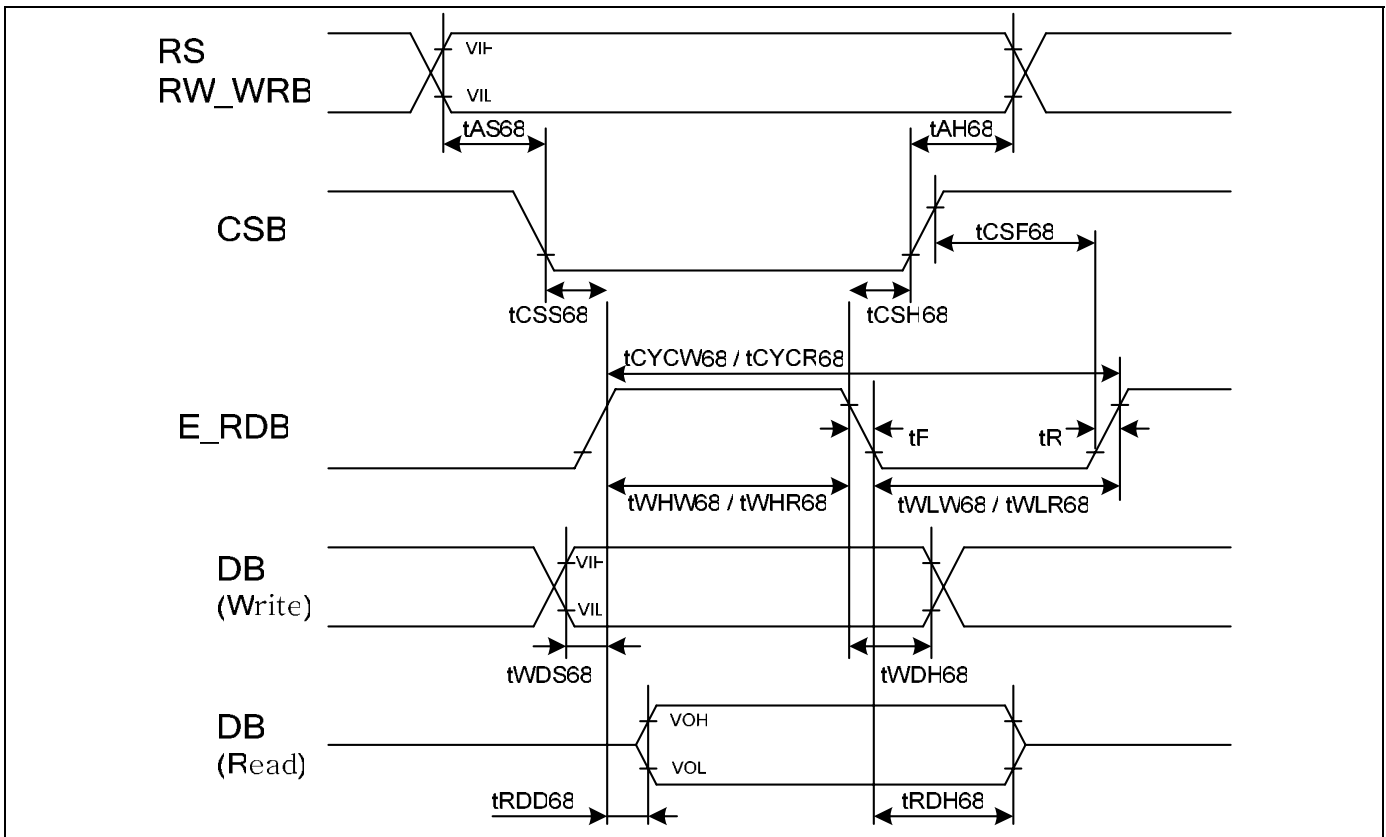 RS
RW_WRB
VIH
VIL
tAS68
tAH68
CSB
tCSF68
tCSS68
tCSH68
tCYCW68 / tCYCR68
E_RDB
tF
tR
tWHW68 / tWHR68
tWLW68 / tWLR68
DB
(Write)
VIH
VIL
tWDS68
tWDH68
DB
(Read)
VOH
VOL
tRDD68
tRDH68